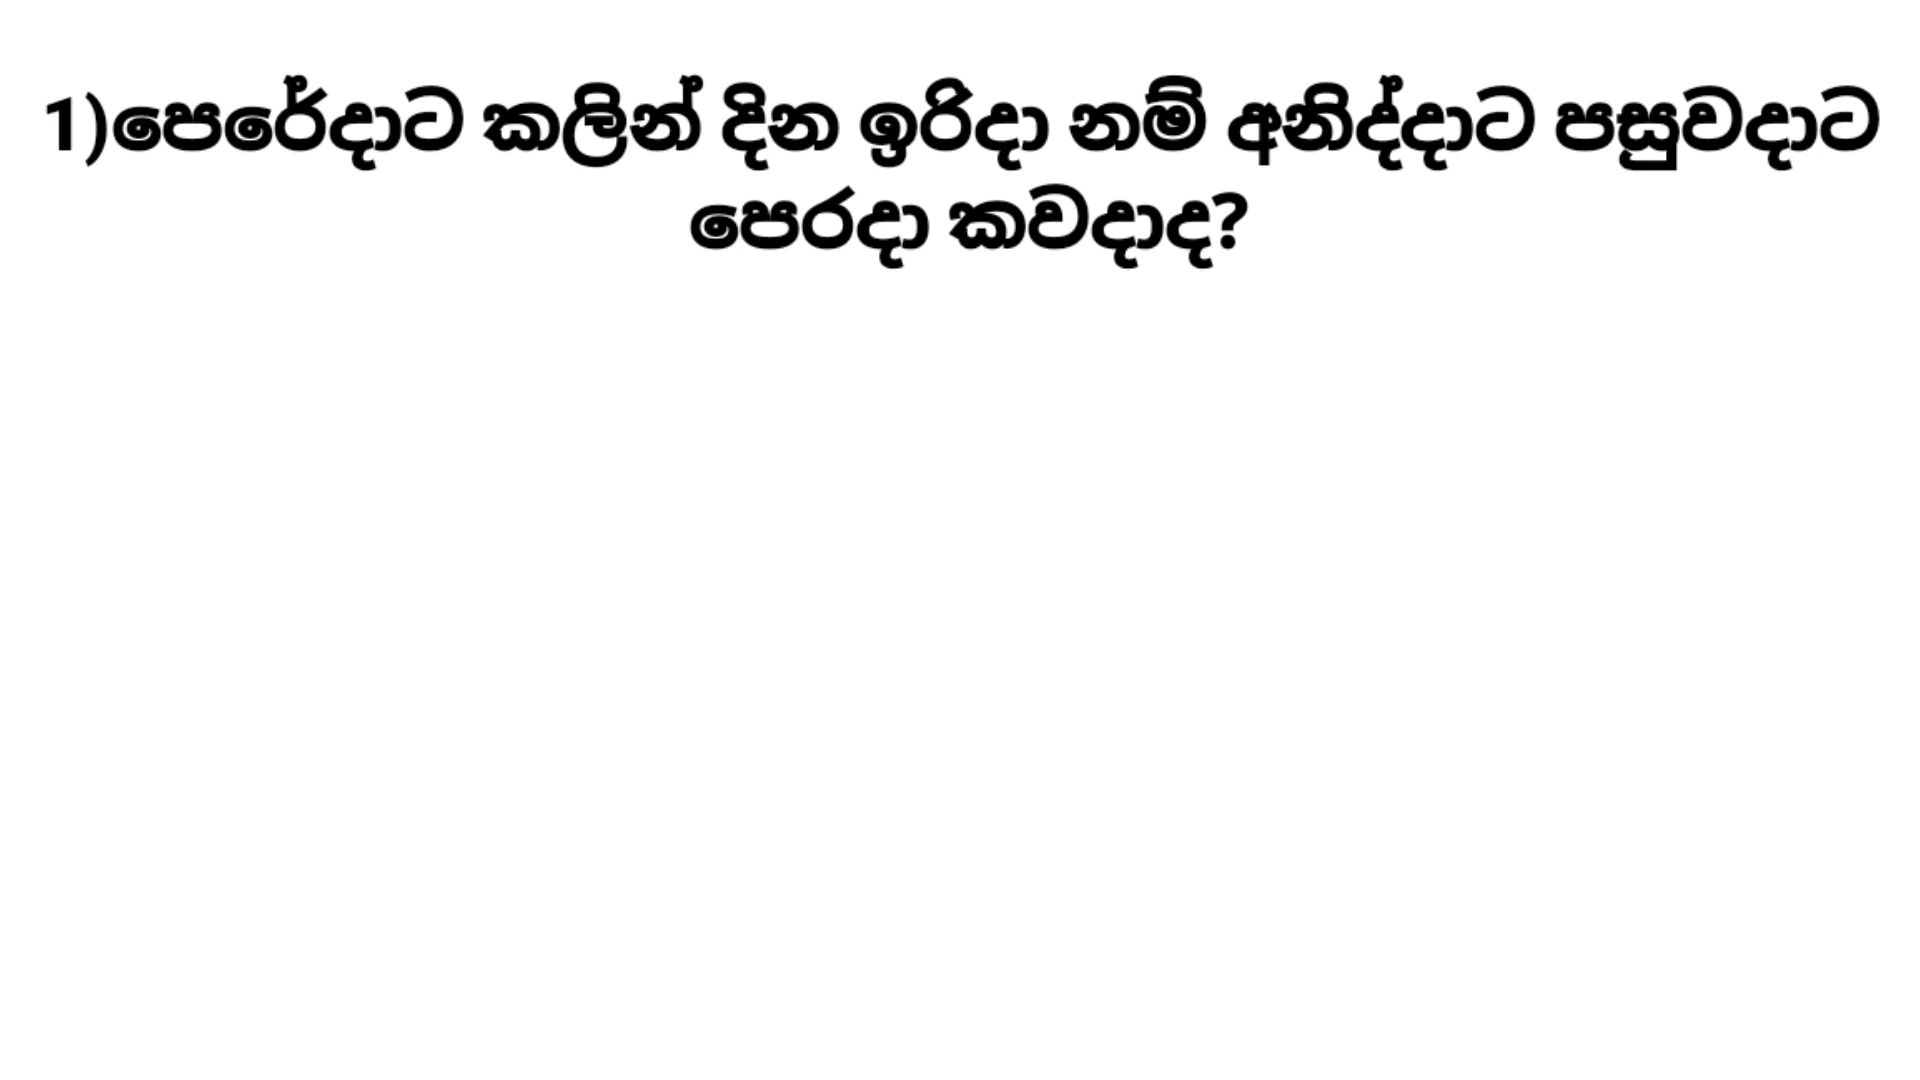 1)පෙරේදාට කලින් දින ඉරිදා නම් අනිද්දාට පසුවදාට
පෙරදා කවදාද?